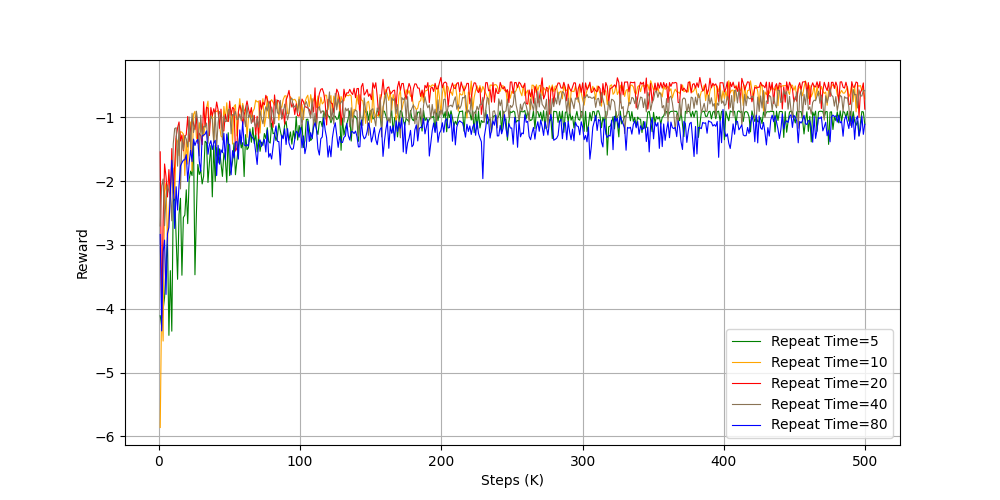 −1
−2
−3
−4
−5
−6
Reward
0
100
200
300
400
500
Steps (K)
Repeat Time=5
Repeat Time=10
Repeat Time=20
Repeat Time=40
Repeat Time=80